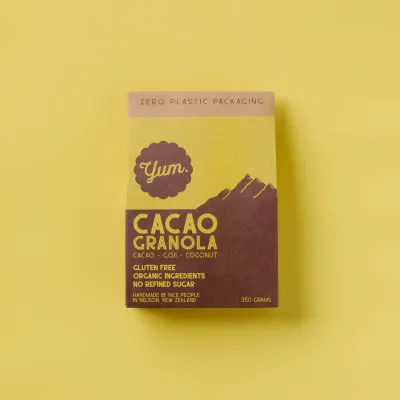 ZERO PLASTIC PACKAGING
Yum.
CACAO
GRANOLA
CACAO - GOJI - COCONUT
GLUTEN FREE
ORGANIC INGREDIENTS
NO REFINED SUGAR
HANDMADE BE NICE PEOPLE
IN NELSON, NEW ZEALAND
350 GRAMS